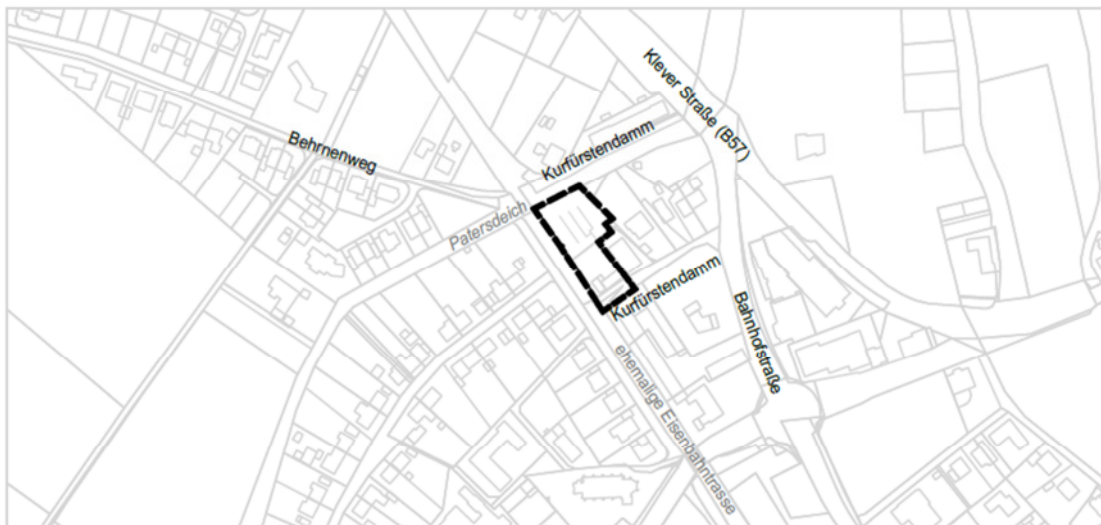 Klever Straße (B57)
Behrnenweg
Kurfürstendamm
Patersdeich
Kurfürstendamm
Bahnhofstraße
ehemalige Eisenbahntrasse